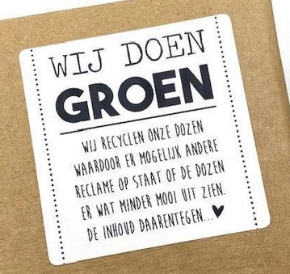 WIJ DOEN
GROEN
WIJ RECYCLEN ONZE DOZEN
WAARDOOR ER MOGELIJK ANDERE
RECLAME OP STAAT OF DE DOZEN
ER WAT MINDER MOOI UIT ZIEN.
DE INHOUD DAARENTEGEN...♥